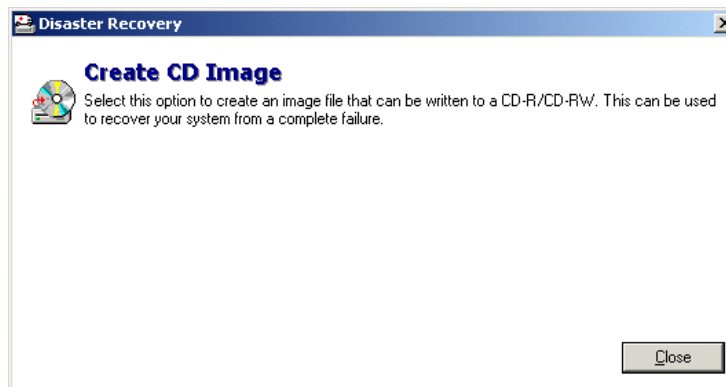 Disaster Recovery
Create CD Image
Select this option to create an image file that can be written to a CD-R/CD-RW. This can be used
to recover your system from a complete failure.
Close